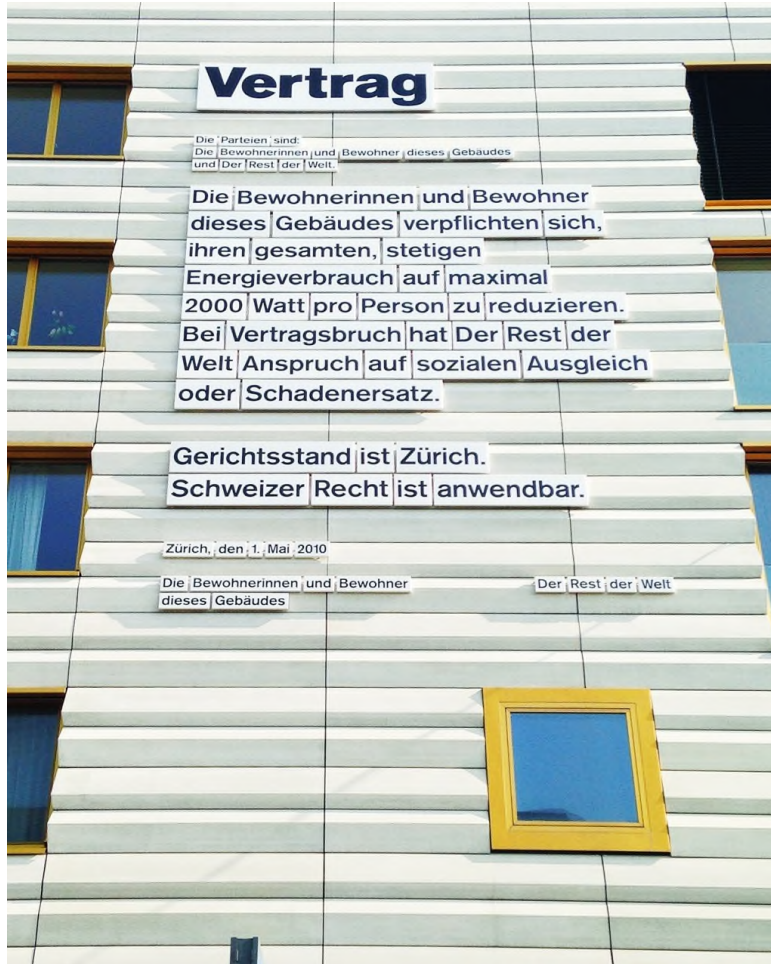 Vertrag
Die Parteien sind:
Die Bewohnerinnen und Bewohner dieses Gebäudes
und Der Rest der Welt.
Die Bewohnerinnen und Bewohner
dieses Gebäudes verpflichten sich,
ihren gesamten, stetigen
Energieverbrauch auf maximal
2000 Watt pro Person zu reduzieren.
Bei Vertragsbruch hat Der Rest der
Welt Anspruch auf sozialen Ausgleich
oder Schadenersatz.
Gerichtsstand ist Zürich.
Schweizer Recht ist anwendbar.
Zürich, den 1. Mai 2010
Die Bewohnerinnen und Bewohner
dieses Gebäudes
Der Rest der Welt